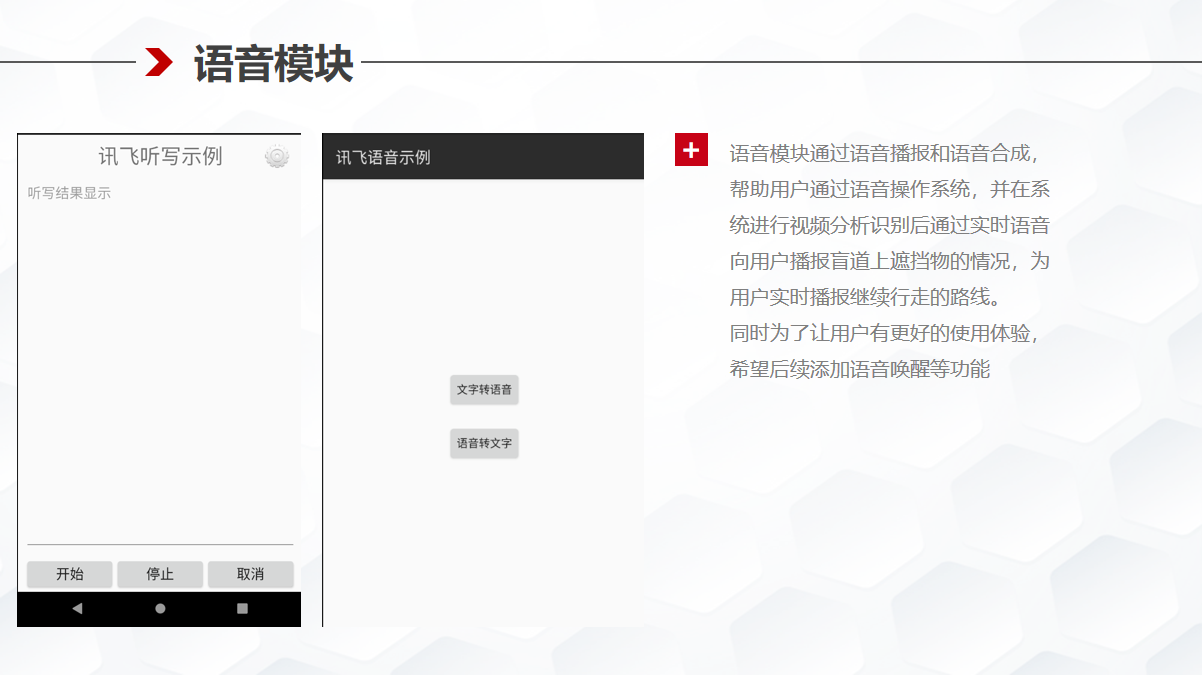 语音模块
讯飞听写示例
听写结果显示
开始
停止
取消
讯飞语音示例
文字转语音
语音转文字
语音模块通过语音播报和语音合成，
帮助用户通过语音操作系统，并在系
统进行视频分析识别后通过实时语音
向用户播报盲道上遮挡物的情况，为
用户实时播报继续行走的路线。
同时为了让用户有更好的使用体验，
希望后续添加语音唤醒等功能